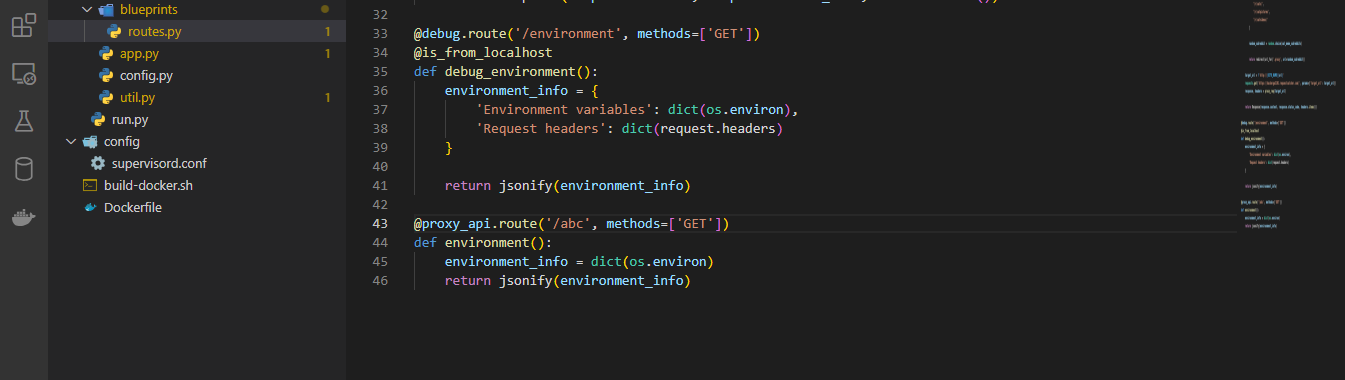 blueprints
routes.py 1
app.py 1
config.py
util.py 1
run.py
config
supervisord.conf
build-docker.sh
Dockerfile
32
33 @debug.route('/environment', methods=['GET'])
34 @is_from_localhost
35 def debug_environment():
36     environment_info = {
37         'Environment variables': dict(os.environ),
38         'Request headers': dict(request.headers)
39     }
40
41     return jsonify(environment_info)
42
43 @proxy_api.route('/abc', methods=['GET'])
44 def environment():
45     environment_info = dict(os.environ)
46     return jsonify(environment_info)